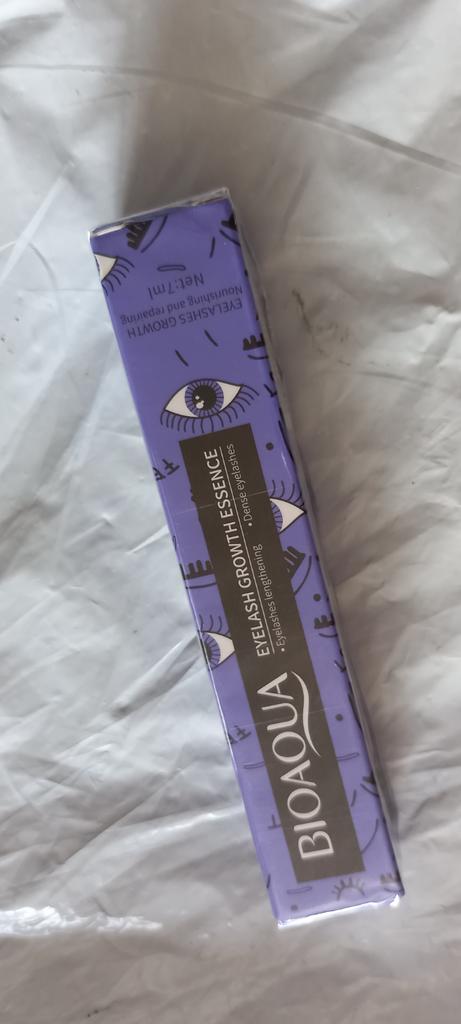 BIOAQUA
EYELASH GROWTH ESSENCE
• Eyelashes lengthening • Dense eyelashes
EYELASHES GROWTH
Nourishing and repairing
Net:7ml